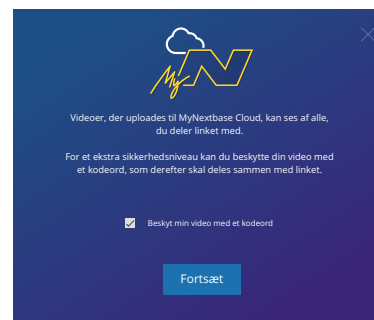 My N
Videoer, der uploades til MyNextbase Cloud, kan ses af alle,
du deler linket med.
For et ekstra sikkerhedsniveau kan du beskytte din video med
et kodeord, som derefter skal deles sammen med linket.
Beskyt min video med et kodeord
Fortsæt